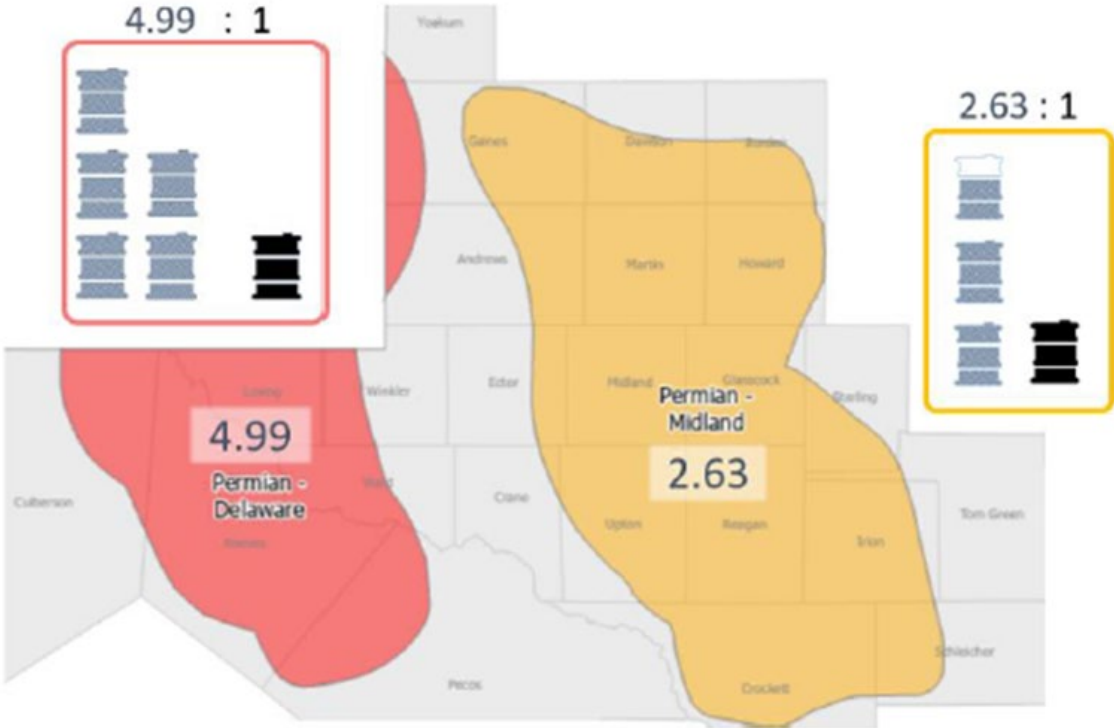 4.99 : 1
Yoakum
2.63 : 1
Gaines
Dawson
Borden
Andrews
Martin
Howard
Loving
Winkler
Ector
Midland
Glasscock
Sterling
Permian -
Midland
4.99
2.63
Permian -
Delaware
Culberson
Ward
Crane
Upton
Reagan
Irion
Tom Green
Reeves
Schleicher
Pecos
Crockett